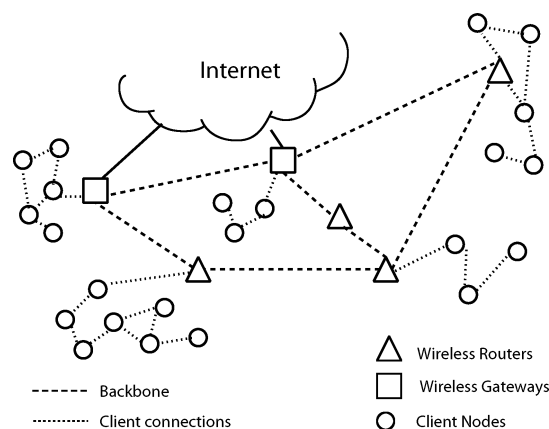 Internet
Wireless Routers
Wireless Gateways
Backbone
Client connections
Client Nodes